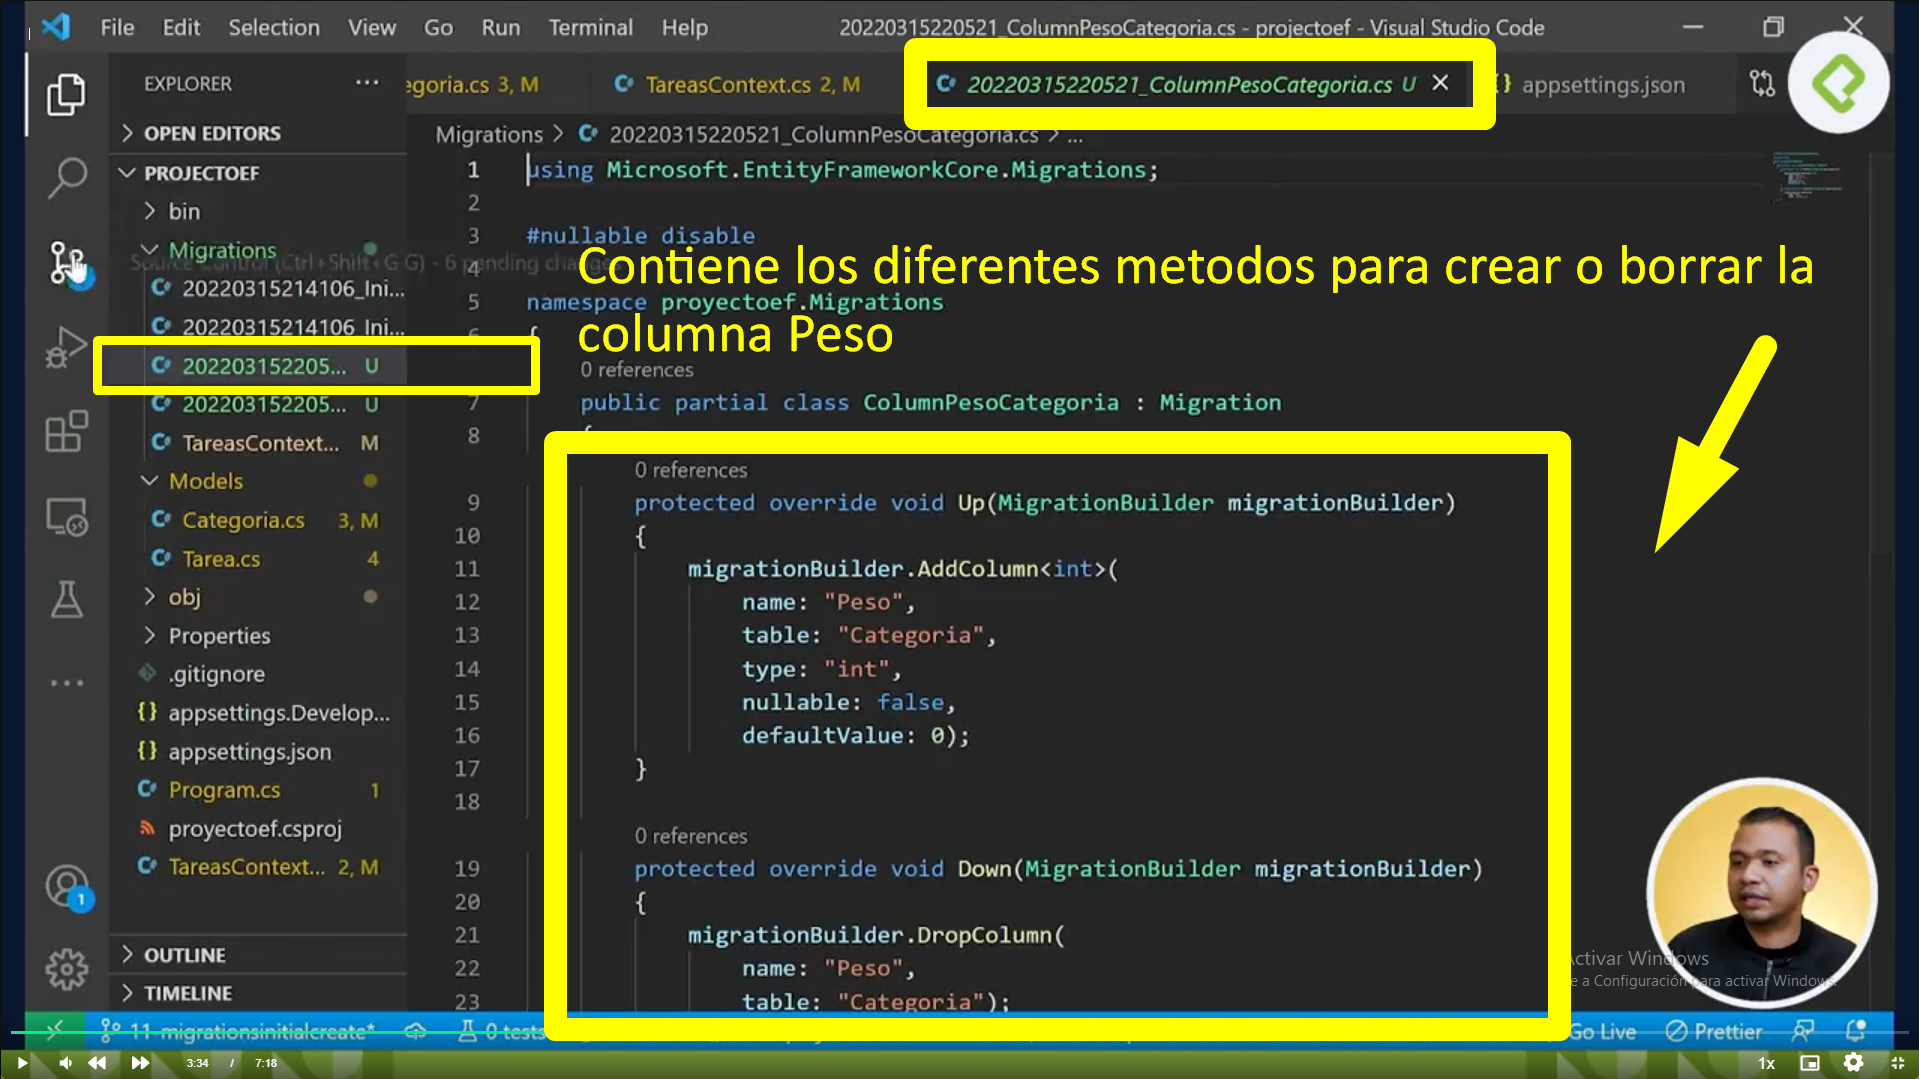 File Edit Selection View Go Run Terminal Help
20220315220521_ColumnPesoCategoria.cs - projectoef - Visual Studio Code
EXPLORER
egoria.cs 3, M
TareasContext.cs 2, M
20220315220521_ColumnPesoCategoria.cs U
appsettings.json
OPEN EDITORS
Migrations > 20220315220521_ColumnPesoCategoria.cs > ...
PROJECTOEF
bin
Migrations
Source Control (Ctrl+Shift+G G) - 6 pending changes
20220315214106_Ini...
20220315214106_Ini...
202203152205... U
202203152205... U
TareasContext... M
Models
Categoria.cs 3, M
Tarea.cs 4
obj
Properties
.gitignore
appsettings.Develop...
appsettings.json
Program.cs 1
proyectoef.csproj
TareasContext... 2, M
OUTLINE
TIMELINE
1 using Microsoft.EntityFrameworkCore.Migrations;
2
3 #nullable disable
4
Contiene los diferentes metodos para crear o borrar la
columna Peso
5 namespace proyectoef.Migrations
6 {
0 references
7 public partial class ColumnPesoCategoria : Migration
8 {
0 references
9 protected override void Up(MigrationBuilder migrationBuilder)
10 {
11 migrationBuilder.AddColumn<int>(
12 name: "Peso",
13 table: "Categoria",
14 type: "int",
15 nullable: false,
16 defaultValue: 0);
17 }
18
0 references
19 protected override void Down(MigrationBuilder migrationBuilder)
20 {
21 migrationBuilder.DropColumn(
22 name: "Peso",
23 table: "Categoria");
1
Activar Windows
Ve a Configuración para activar Windows.
11-migrationsinitialcreate* 0 tests Go Live Prettier
3:34 / 7:18 1x